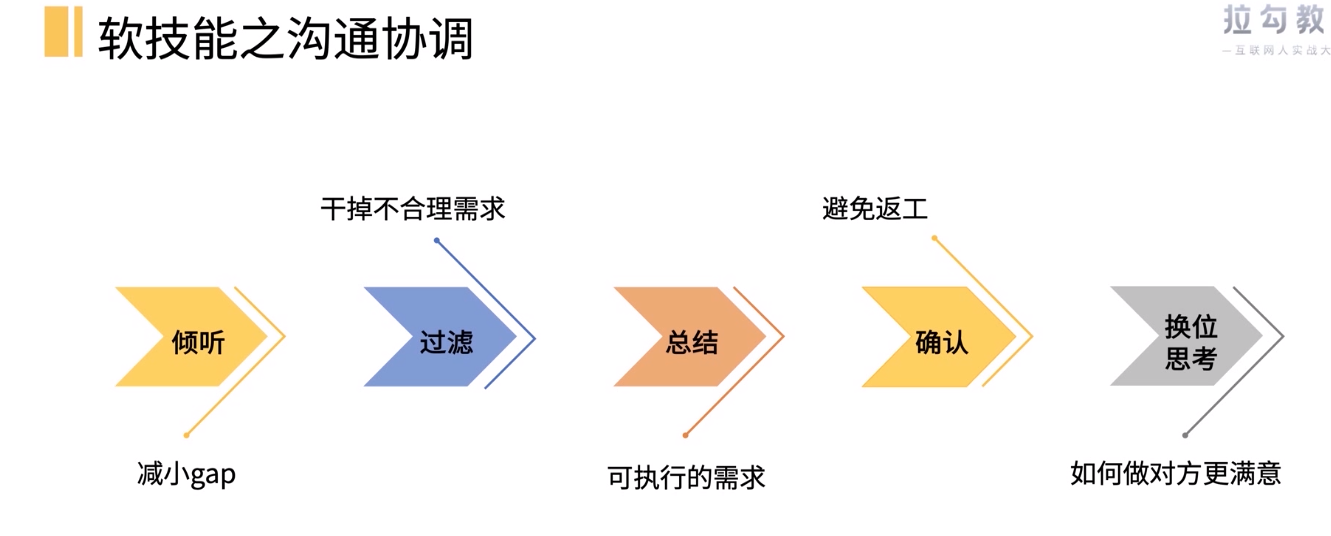 软技能之沟通协调
拉勾教
—互联网人实战大
干掉不合理需求
避免返工
倾听
过滤
总结
确认
换位
思考
减小gap
可执行的需求
如何做对方更满意